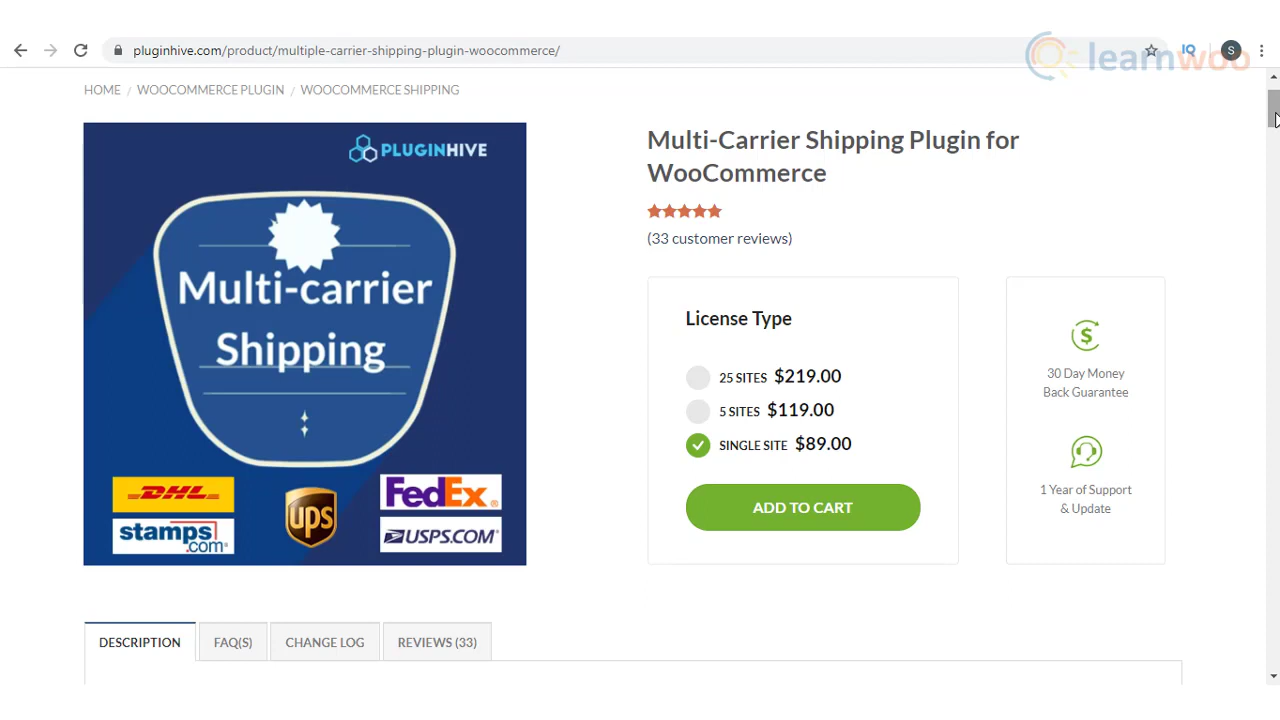 pluginhive.com/product/multiple-carrier-shipping-plugin-woocommerce/
IQ
S
learnwoo
HOME / WOOCOMMERCE PLUGIN / WOOCOMMERCE SHIPPING
PLUGINHIVE
Multi-carrier
Shipping
DHL
stamps
.com
ups
FedEx®
USPS.COM®
Multi-Carrier Shipping Plugin for
WooCommerce
(33 customer reviews)
License Type
25 SITES $219.00
5 SITES $119.00
SINGLE SITE $89.00
ADD TO CART
$
30 Day Money
Back Guarantee
1 Year of Support
& Update
DESCRIPTION
FAQ(S)
CHANGE LOG
REVIEWS (33)